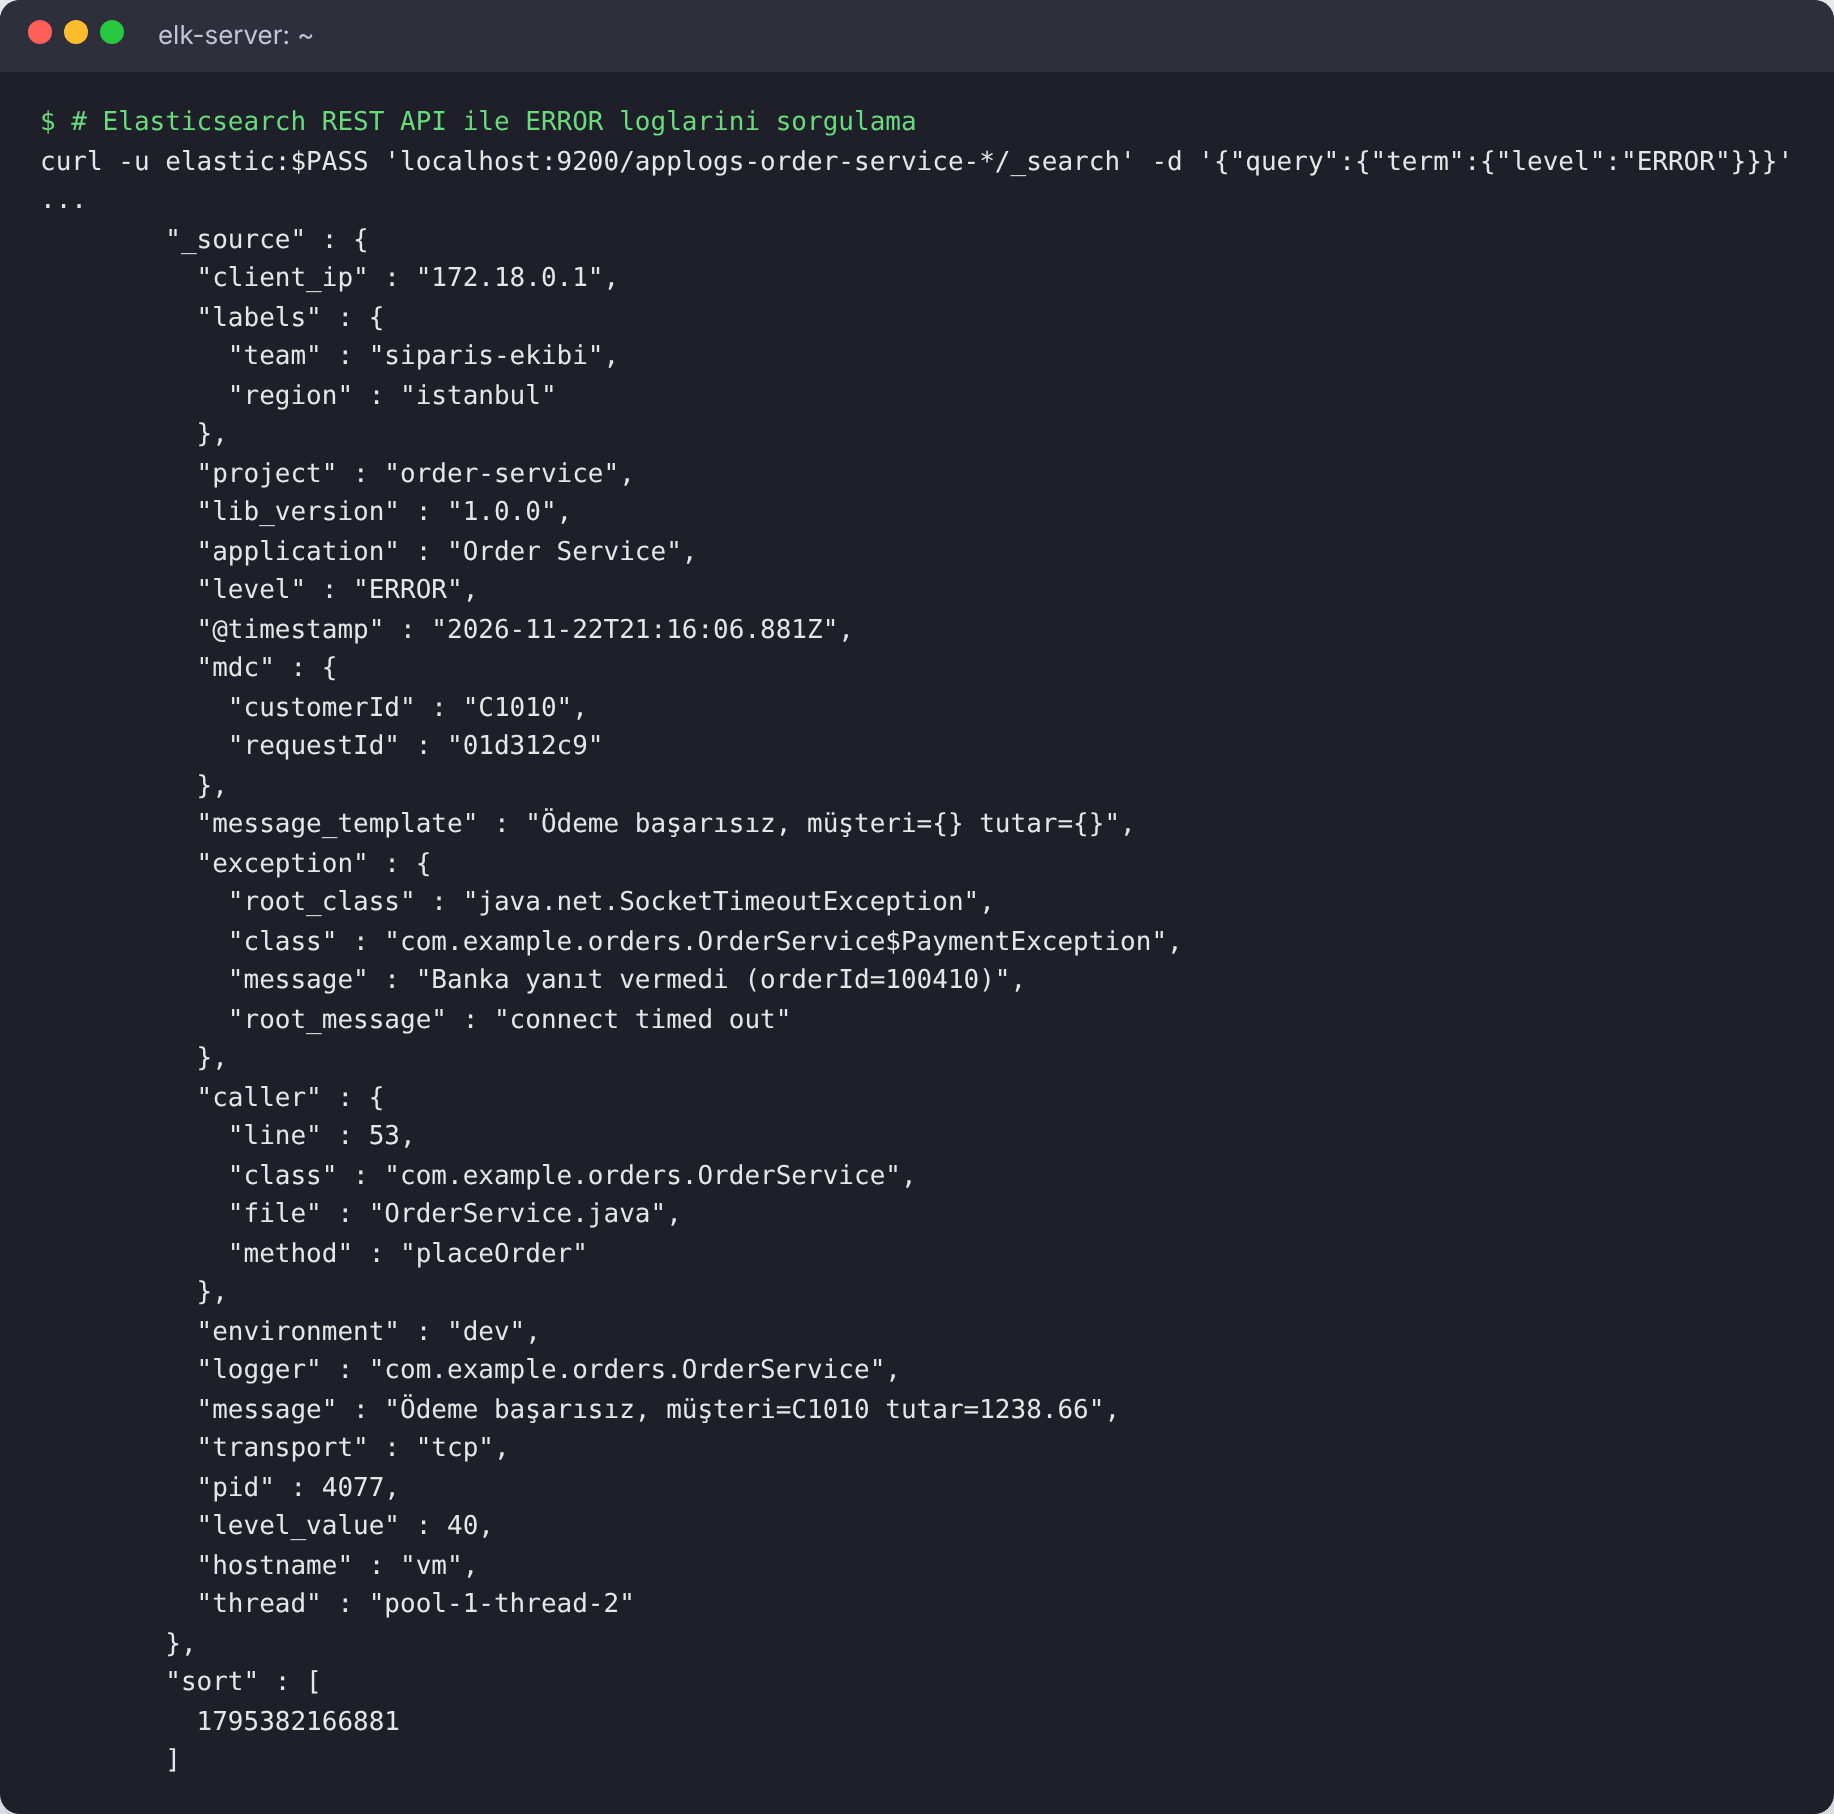 elk-server: ~
$ # Elasticsearch REST API ile ERROR loglarini sorgulama
curl -u elastic:$PASS 'localhost:9200/applogs-order-service-*/_search' -d '{"query":{"term":{"level":"ERROR"}}}'
...
        "_source" : {
          "client_ip" : "172.18.0.1",
          "labels" : {
            "team" : "siparis-ekibi",
            "region" : "istanbul"
          },
          "project" : "order-service",
          "lib_version" : "1.0.0",
          "application" : "Order Service",
          "level" : "ERROR",
          "@timestamp" : "2026-11-22T21:16:06.881Z",
          "mdc" : {
            "customerId" : "C1010",
            "requestId" : "01d312c9"
          },
          "message_template" : "Ödeme başarısız, müşteri={} tutar={}",
          "exception" : {
            "root_class" : "java.net.SocketTimeoutException",
            "class" : "com.example.orders.OrderService$PaymentException",
            "message" : "Banka yanıt vermedi (orderId=100410)",
            "root_message" : "connect timed out"
          },
          "caller" : {
            "line" : 53,
            "class" : "com.example.orders.OrderService",
            "file" : "OrderService.java",
            "method" : "placeOrder"
          },
          "environment" : "dev",
          "logger" : "com.example.orders.OrderService",
          "message" : "Ödeme başarısız, müşteri=C1010 tutar=1238.66",
          "transport" : "tcp",
          "pid" : 4077,
          "level_value" : 40,
          "hostname" : "vm",
          "thread" : "pool-1-thread-2"
        },
        "sort" : [
          1795382166881
        ]